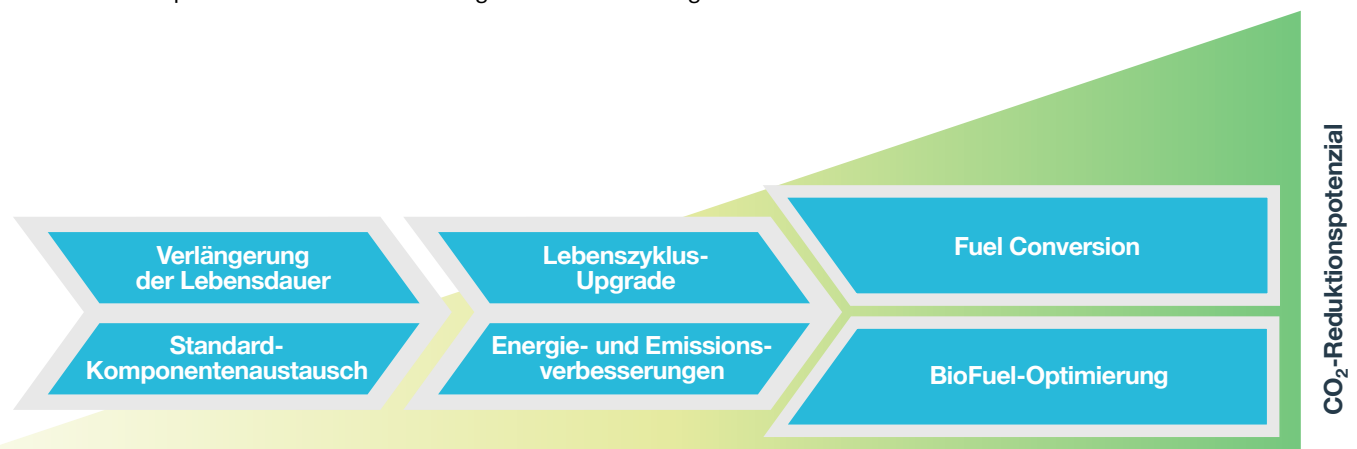 Verlängerung
der Lebensdauer
Standard-
Komponentenaustausch
Lebenszyklus-
Upgrade
Energie- und Emissions-
verbesserungen
Fuel Conversion
BioFuel-Optimierung
CO₂-Reduktionspotenzial